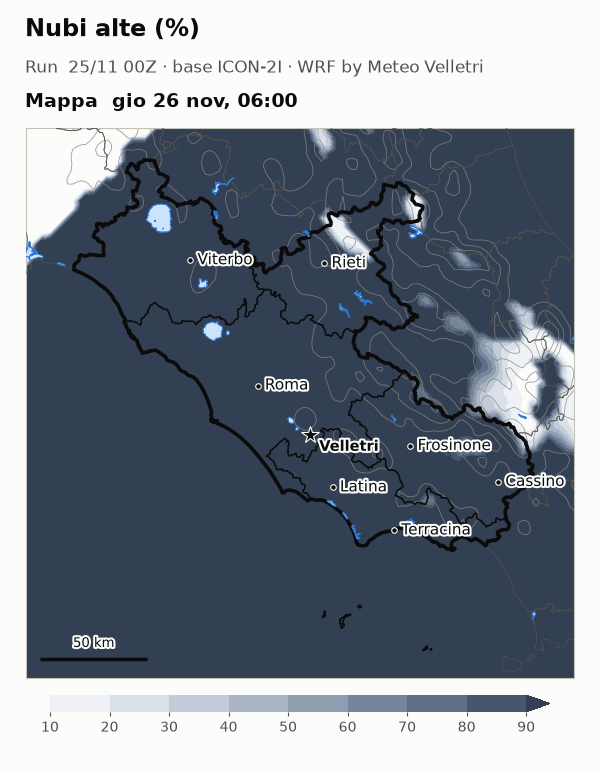 Nubi alte (%)
Run  25/11 00Z · base ICON-2I · WRF by Meteo Velletri
Mappa  gio 26 nov, 06:00
Viterbo
Rieti
Roma
Velletri
Frosinone
Cassino
Latina
Terracina
50 km
10 20 30 40 50 60 70 80 90